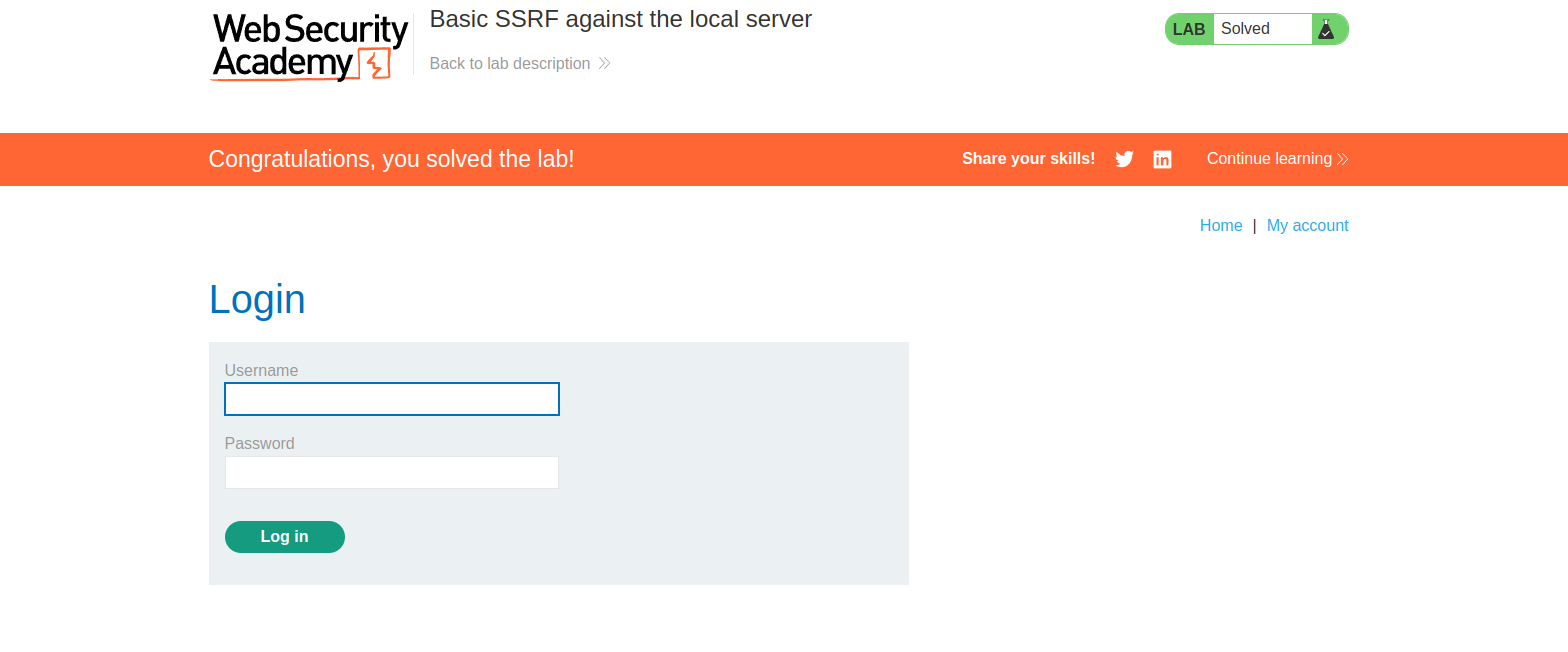 Web Security
Academy
Basic SSRF against the local server
Back to lab description
LAB Solved
Congratulations, you solved the lab!
Share your skills!
Continue learning
Home | My account
Login
Username
Password
Log in